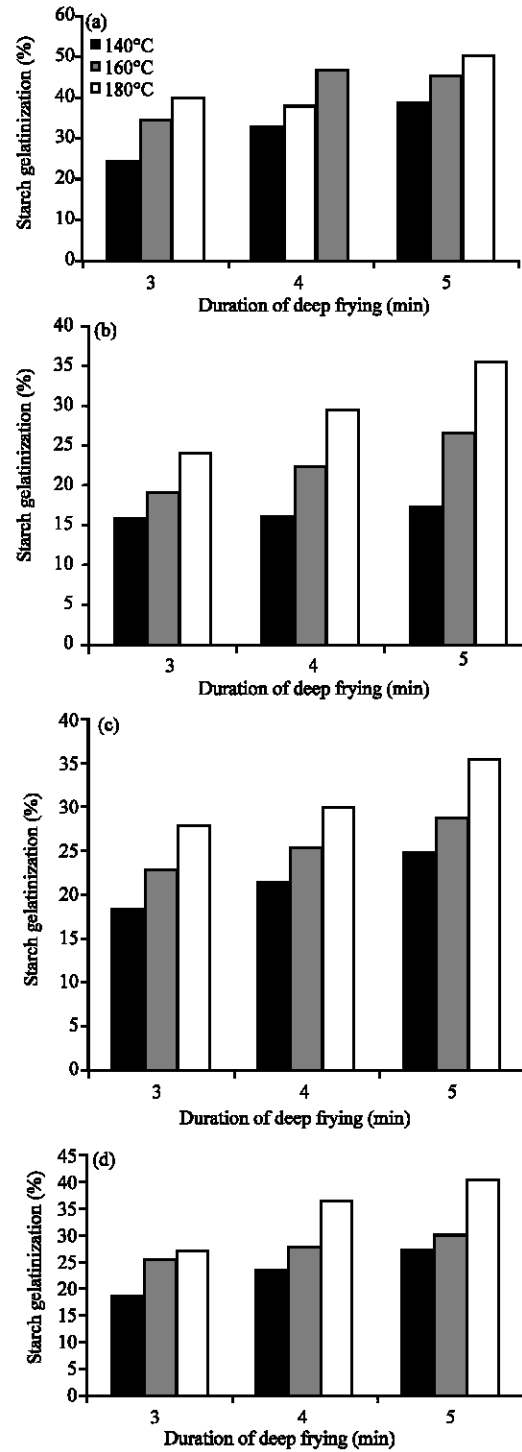 (a)
140°C
160°C
180°C
Starch gelatinization (%)
60
50
40
30
20
10
0
3 4 5
Duration of deep frying (min)
(b)
Starch gelatinization (%)
40
35
30
25
20
15
10
5
0
3 4 5
Duration of deep frying (min)
(c)
Starch gelatinization (%)
40
35
30
25
20
15
10
5
0
3 4 5
Duration of deep frying (min)
(d)
Starch gelatinization (%)
45
40
35
30
25
20
15
10
5
0
3 4 5
Duration of deep frying (min)